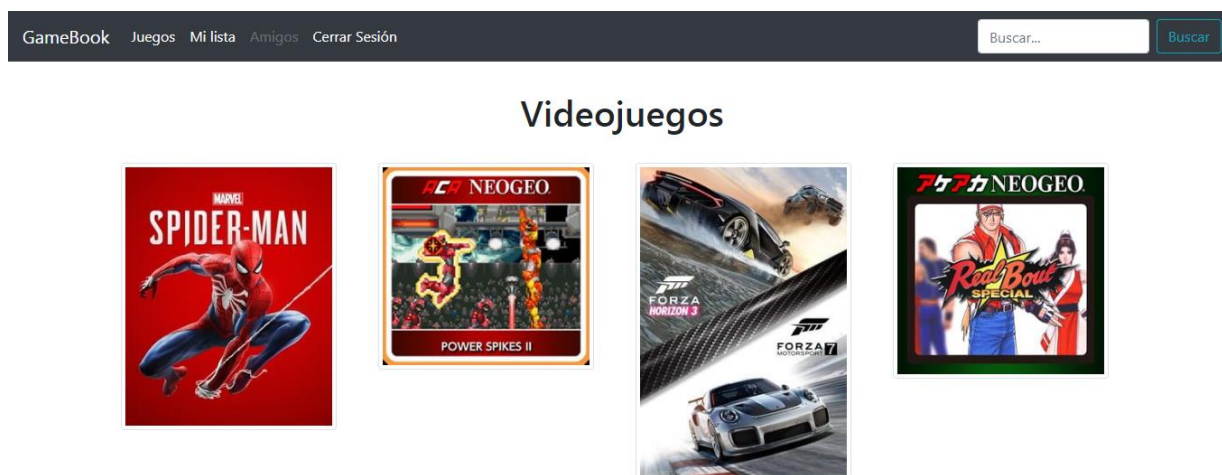 GameBook Juegos Mi lista Amigos Cerrar Sesión Buscar... Buscar
Videojuegos
MARVEL
SPIDER-MAN
ACA NEOGEO
POWER SPIKES II
FORZA
HORIZON 3
FORZA
MOTORSPORT 7
アケアカ NEOGEO
Real Bout
SPECIAL